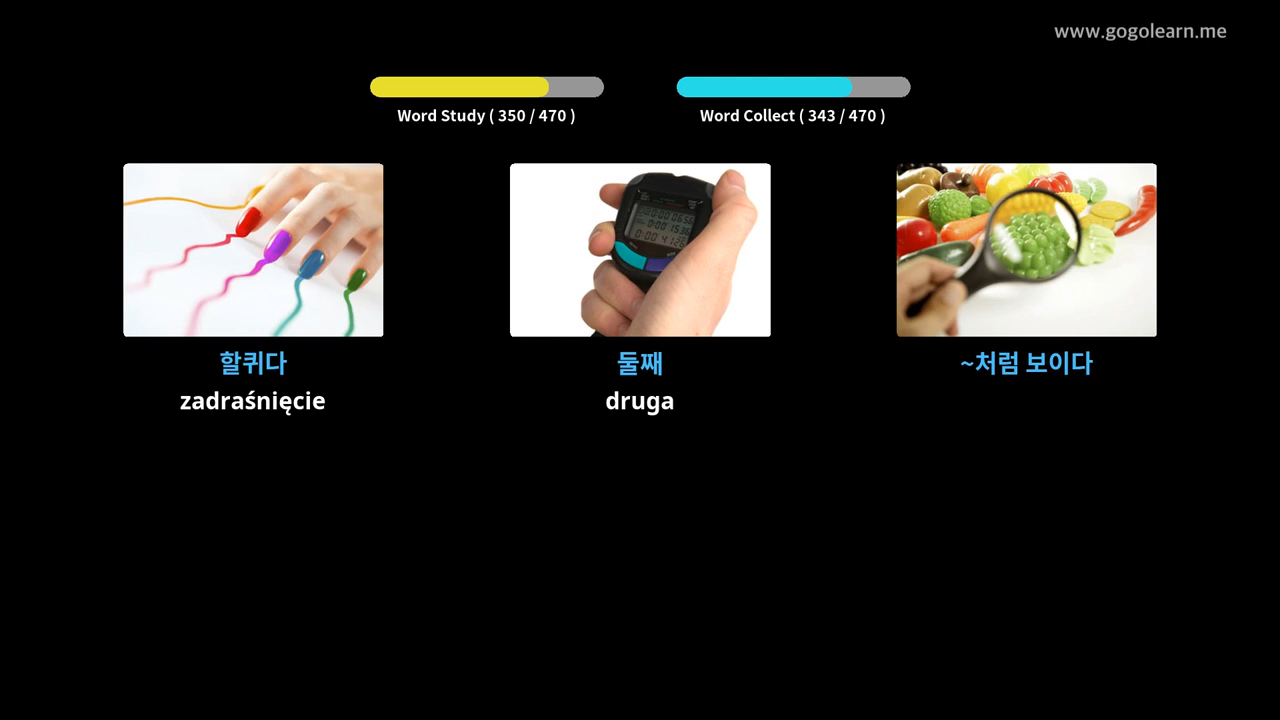 www.gogolearn.me
Word Study ( 350 / 470 )
Word Collect ( 343 / 470 )
할퀴다
둘째
~처럼 보이다
zadraśnięcie
druga